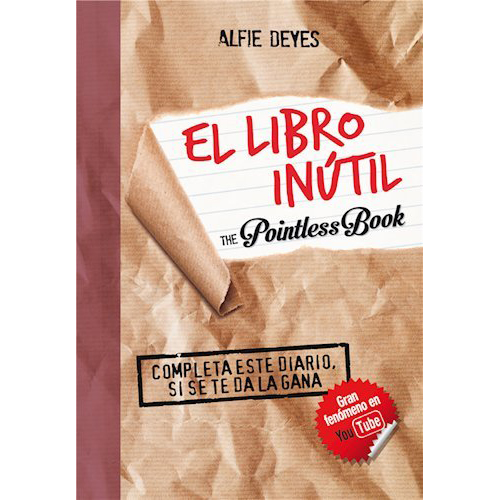 ALFIE DEYES
EL LIBRO
INÚTIL
THE Pointless Book
COMPLETA ESTE DIARIO,
SI SE TE DA LA GANA
Gran
fenómeno en
YouTube